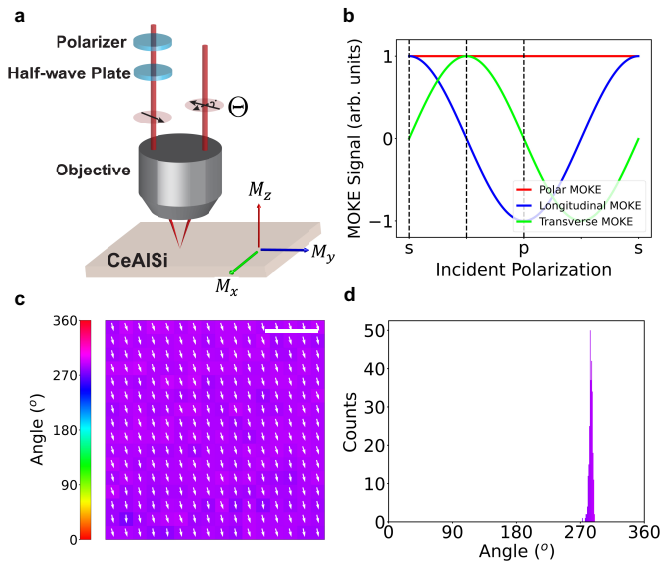 a
Polarizer
Half-wave Plate
Θ
Objective
M_z
M_y
M_x
CeAlSi
b
MOKE Signal (arb. units)
1
0
−1
Polar MOKE
Longitudinal MOKE
Transverse MOKE
s
p
s
Incident Polarization
c
Angle (°)
360
270
180
90
0
d
Counts
50
40
30
20
10
0
0
90
180
270
360
Angle (°)